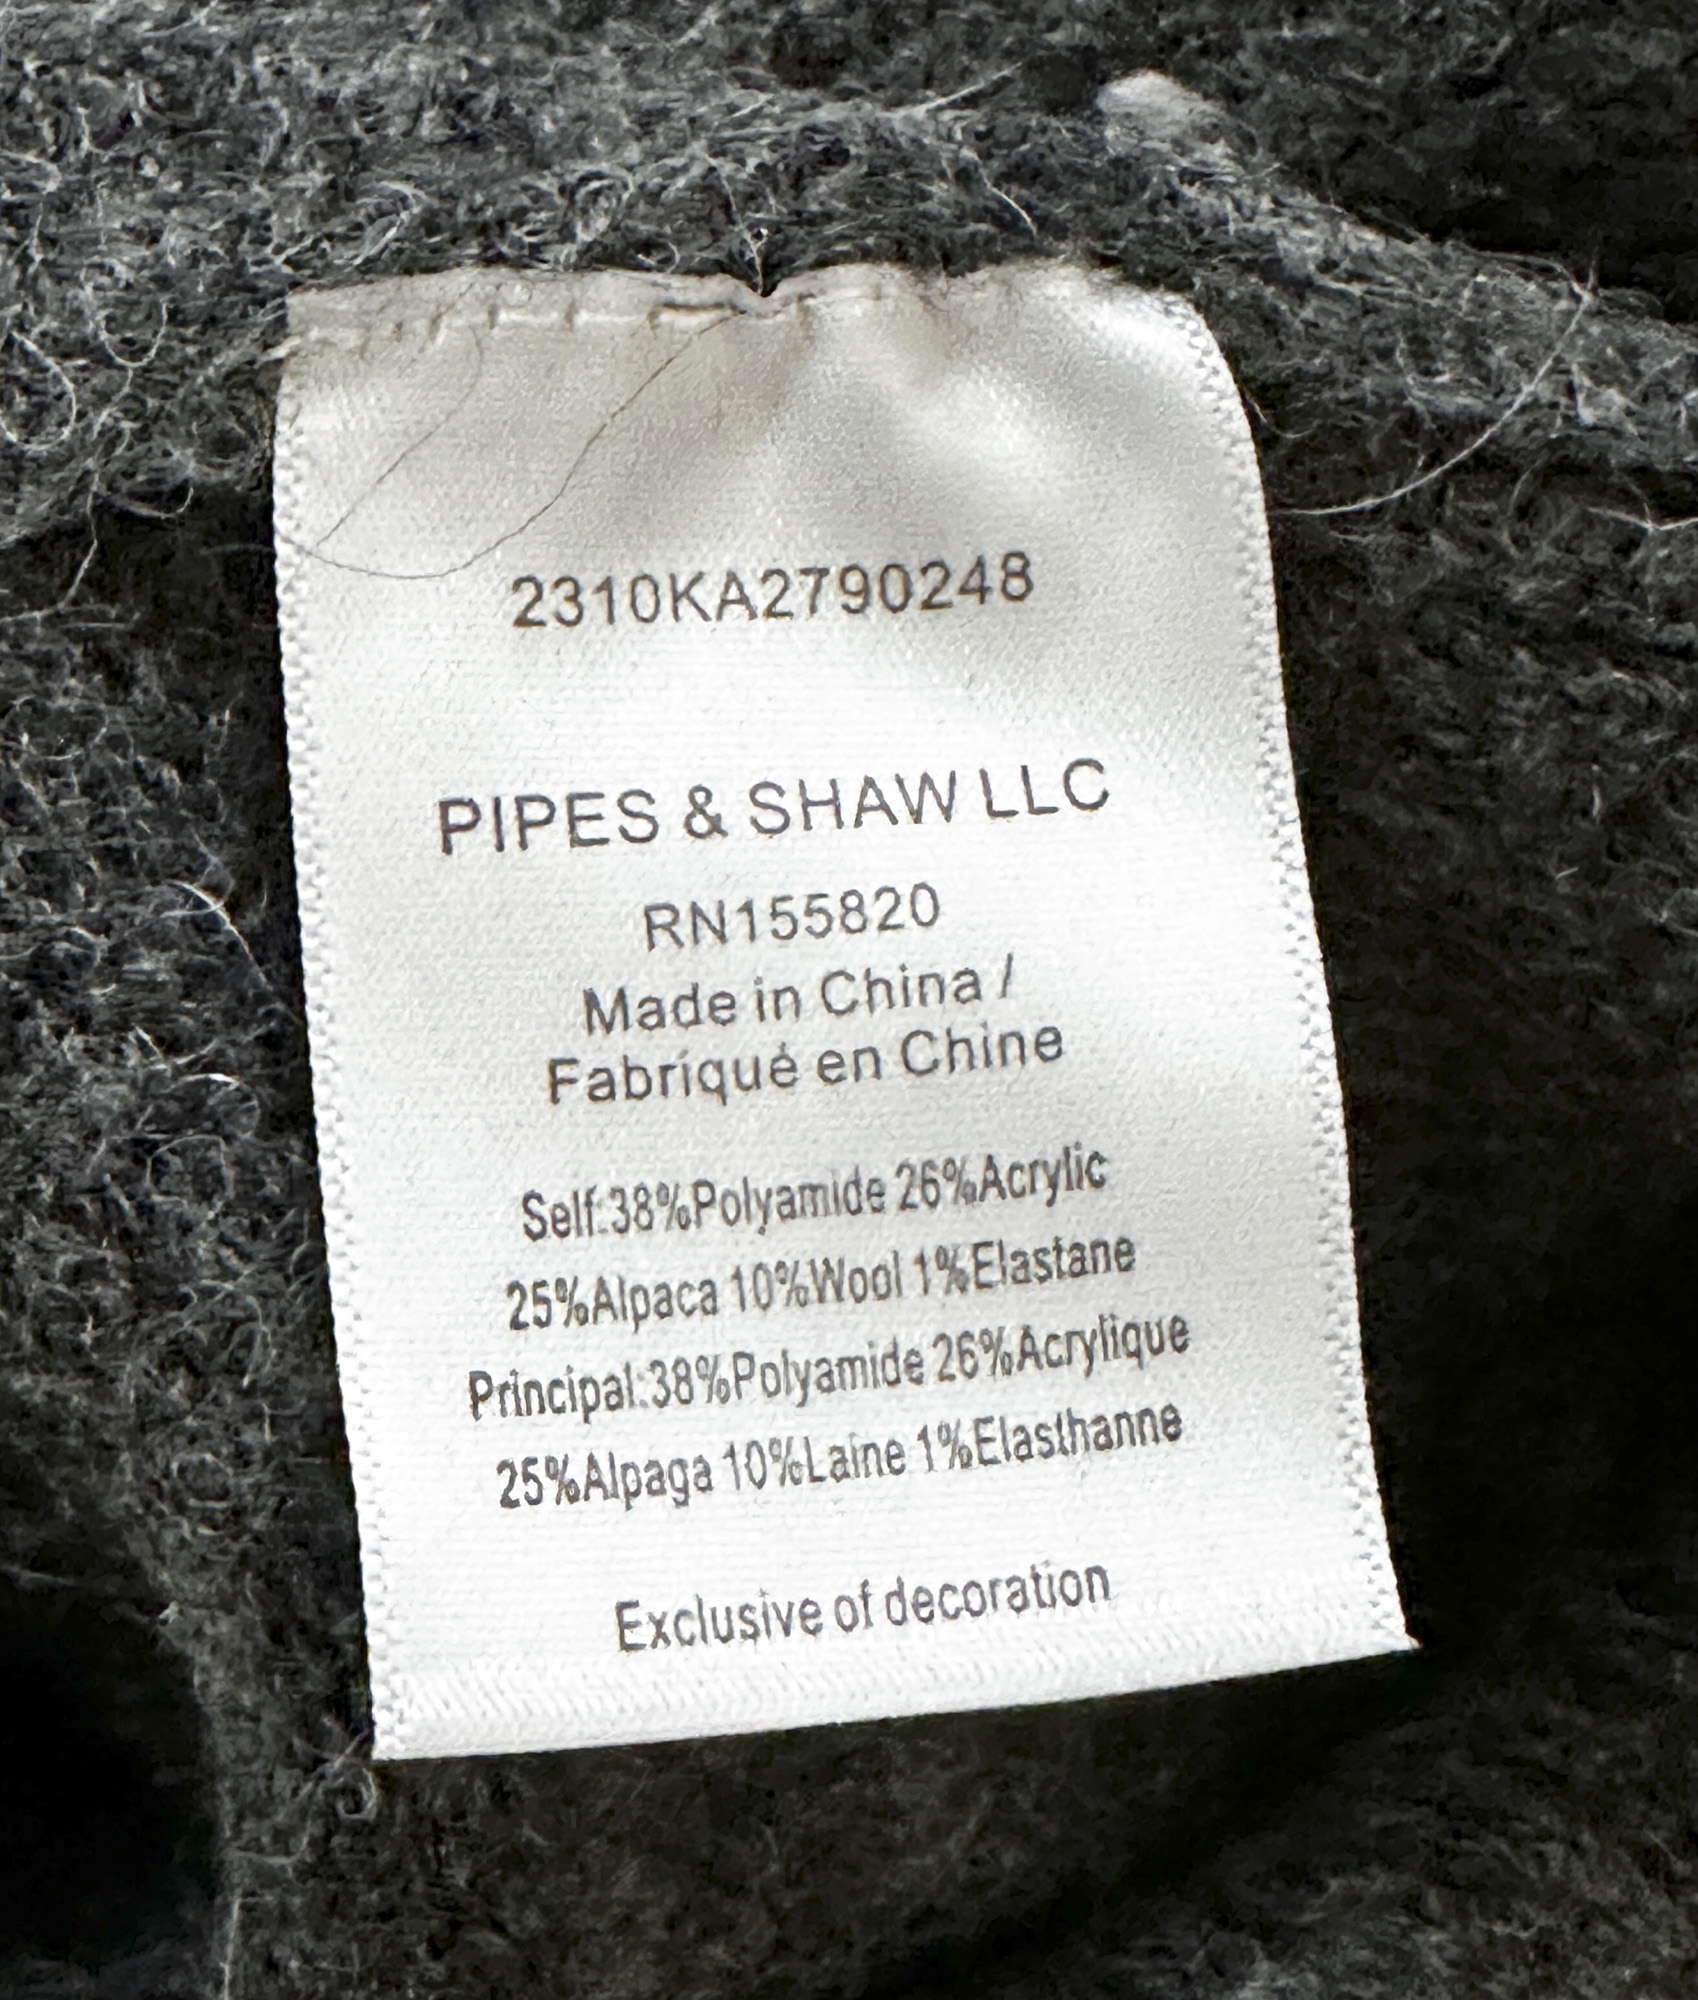 2310KA2790248
PIPES & SHAW LLC
RN155820
Made in China /
Fabriqué en Chine
Self:38%Polyamide 26%Acrylic
25%Alpaca 10%Wool 1%Elastane
Principal:38%Polyamide 26%Acrylique
25%Alpaga 10%Laine 1%Elasthanne
Exclusive of decoration